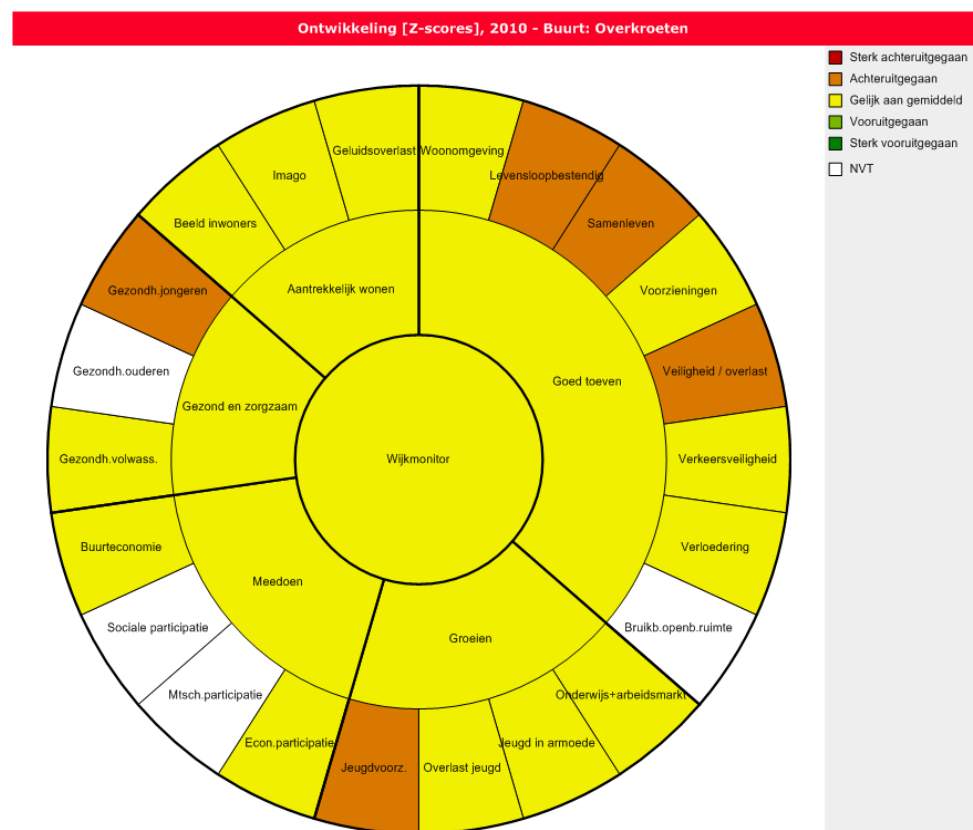 Ontwikkeling [Z-scores], 2010 - Buurt: Overkroeten
Sterk achteruitgegaan
Achteruitgegaan
Gelijk aan gemiddeld
Vooruitgegaan
Sterk vooruitgegaan
NVT
Geluidsoverlast
Woonomgeving
Imago
Levensloopbestendig
Beeld inwoners
Samenleven
Gezondh.jongeren
Aantrekkelijk wonen
Voorzieningen
Gezondh.ouderen
Veiligheid / overlast
Gezond en zorgzaam
Goed toeven
Gezondh.volwass.
Wijkmonitor
Verkeersveiligheid
Buurteconomie
Verloedering
Meedoen
Sociale participatie
Groeien
Bruikb.openb.ruimte
Mtsch.participatie
Onderwijs+arbeidsmarkt
Econ.participatie
Jeugd in armoede
Jeugdvoorz.
Overlast jeugd